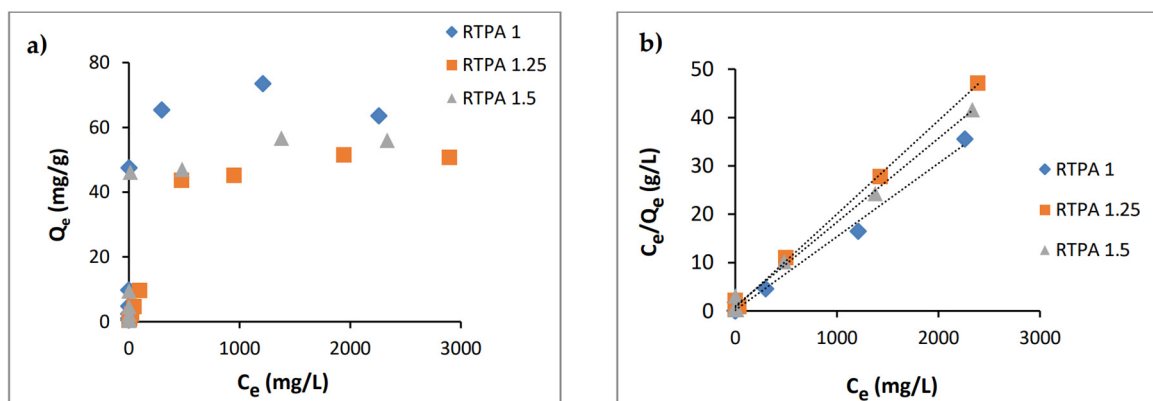 a)
RTPA 1
RTPA 1.25
RTPA 1.5
80
60
40
20
0
Qe (mg/g)
0 1000 2000 3000
Ce (mg/L)
b)
50
40
30
20
10
0
Ce/Qe (g/L)
RTPA 1
RTPA 1.25
RTPA 1.5
0 1000 2000 3000
Ce (mg/L)